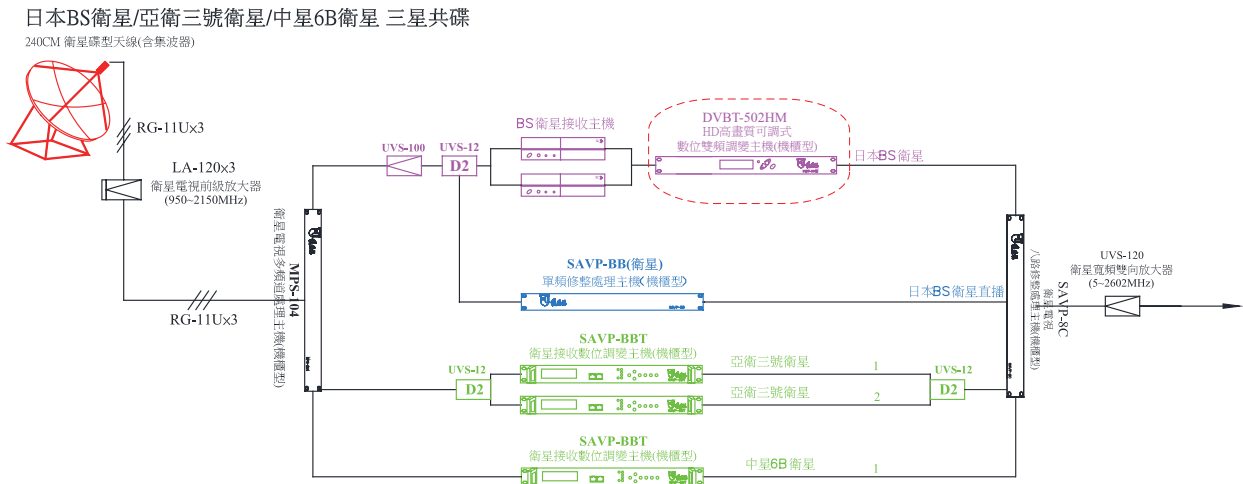 日本BS衛星/亞衛三號衛星/中星6B衛星 三星共碟
240CM 衛星碟型天線(含集波器)
RG-11Ux3
LA-120x3
衛星電視前級放大器
(950~2150MHz)
RG-11Ux3
MPS-104
衛星電視多頻道處理主機(機櫃型)
UVS-100
UVS-12
D2
BS衛星接收主機
DVBT-502HM
HD高畫質可調式
數位雙頻調變主機(機櫃型)
日本BS衛星
SAVP-BB(衛星)
單頻修整處理主機(機櫃型)
日本BS衛星直播
SAVP-BBT
衛星接收數位調變主機(機櫃型)
UVS-12
D2
亞衛三號衛星
1
亞衛三號衛星
2
UVS-12
D2
SAVP-BBT
衛星接收數位調變主機(機櫃型)
中星6B衛星
1
SAVP-8C
衛星電視
八路修整處理主機(機櫃型)
UVS-120
衛星寬頻雙向放大器
(5~2602MHz)